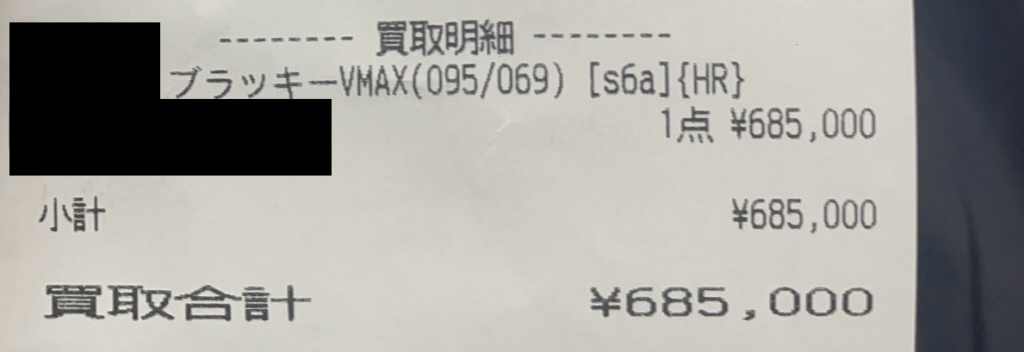 -------- 買取明細 --------
ブラッキーVMAX(095/069) [s6a]{HR}
1点 ¥685,000
小計 ¥685,000
買取合計 ¥685,000